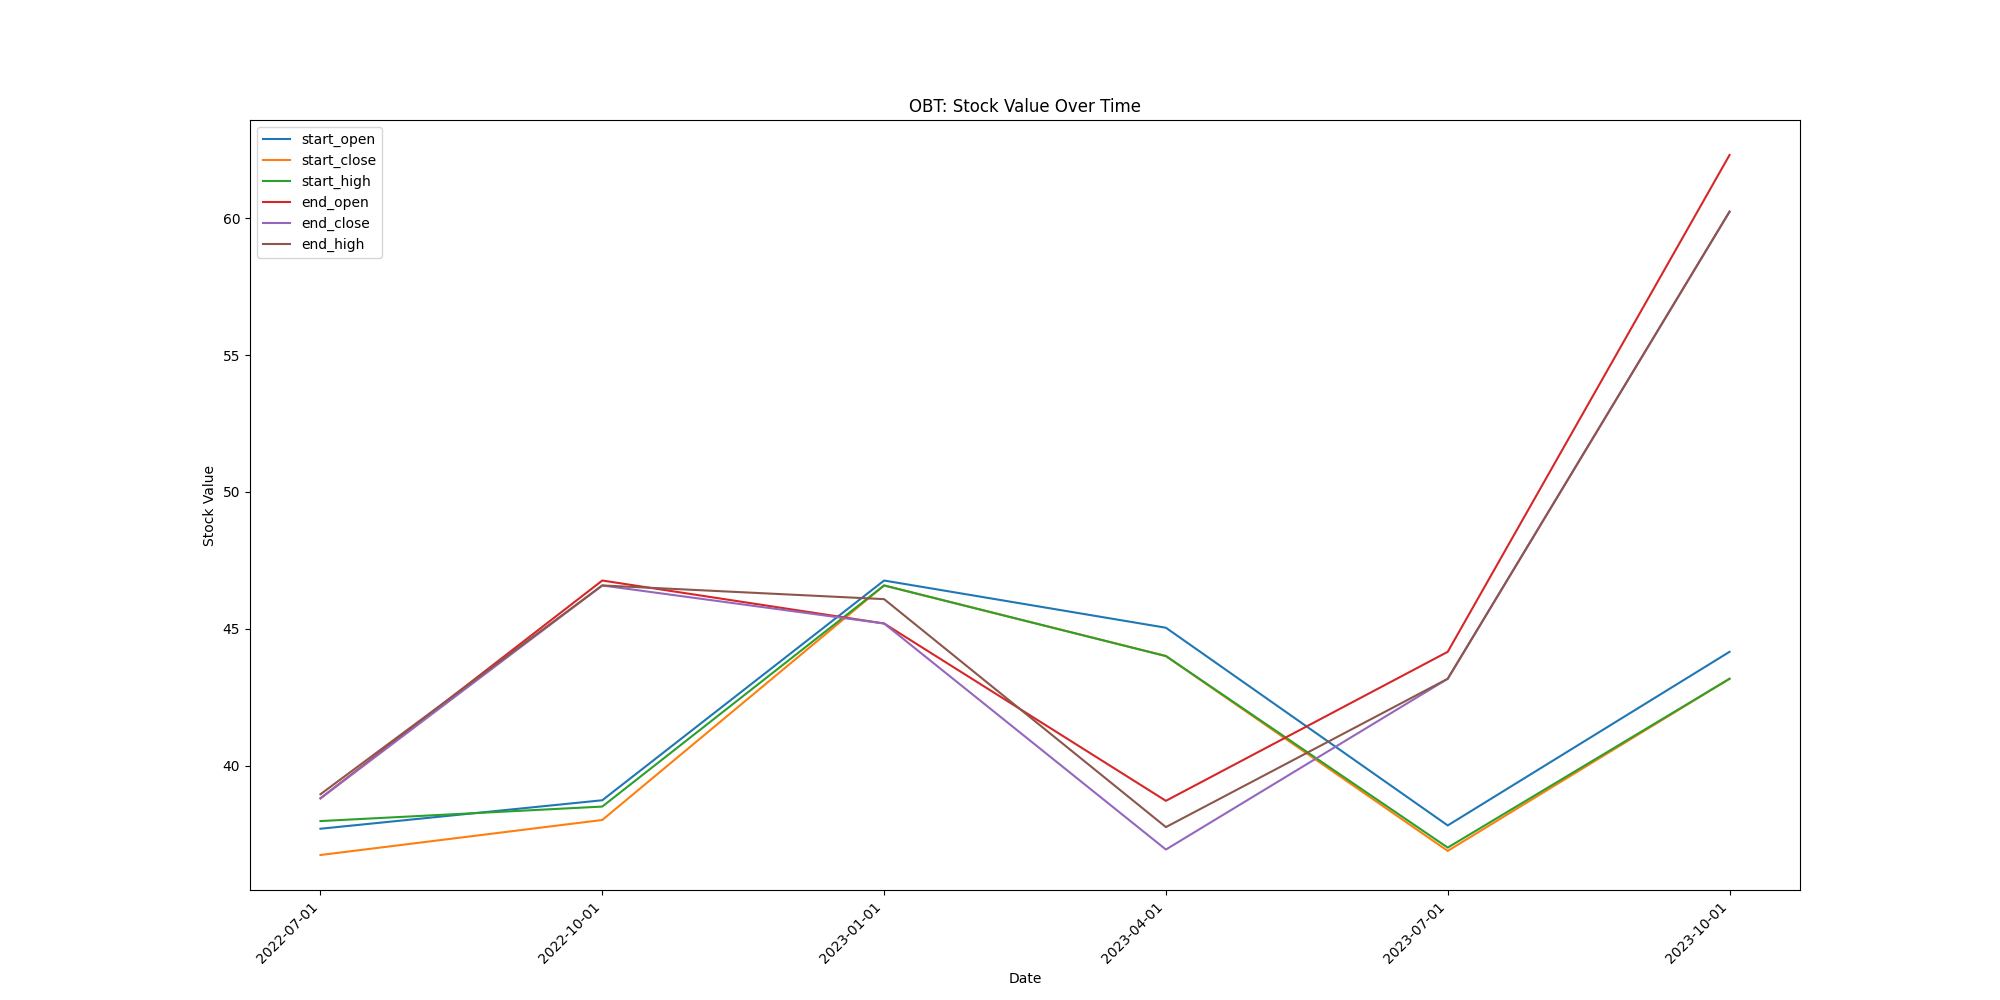 OBT: Stock Value Over Time
start_open
start_close
start_high
end_open
end_close
end_high
60
55
50
45
40
Stock Value
2022-07-01
2022-10-01
2023-01-01
2023-04-01
2023-07-01
2023-10-01
Date